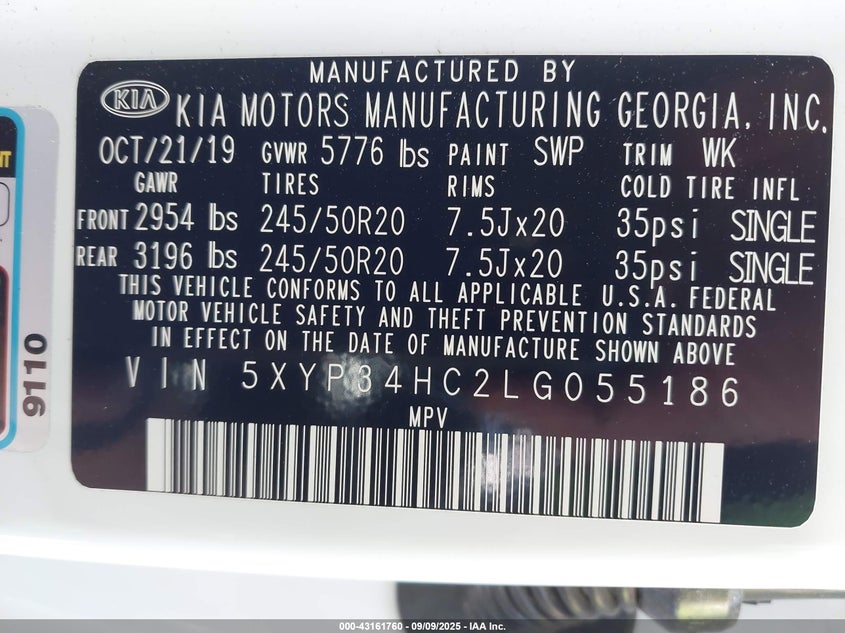 MANUFACTURED BY
KIA KIA MOTORS MANUFACTURING GEORGIA, INC.
OCT/21/19 GVWR 5776 lbs PAINT SWP TRIM WK
GAWR TIRES RIMS COLD TIRE INFL
FRONT 2954 lbs 245/50R20 7.5Jx20 35psi SINGLE
REAR 3196 lbs 245/50R20 7.5Jx20 35psi SINGLE
THIS VEHICLE CONFORMS TO ALL APPLICABLE U.S.A. FEDERAL
MOTOR VEHICLE SAFETY AND THEFT PREVENTION STANDARDS
IN EFFECT ON THE DATE OF MANUFACTURE SHOWN ABOVE
VIN 5XYP34HC2LG055186
MPV
9110
000-43161760 - 09/09/2025 - IAA Inc.